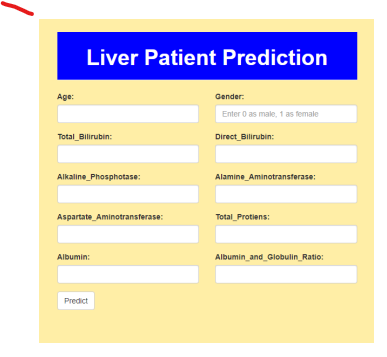 Liver Patient Prediction
Age: Gender:
Enter 0 as male, 1 as female
Total_Bilirubin: Direct_Bilirubin:
Alkaline_Phosphotase: Alamine_Aminotransferase:
Aspartate_Aminotransferase: Total_Protiens:
Albumin: Albumin_and_Globulin_Ratio:
Predict